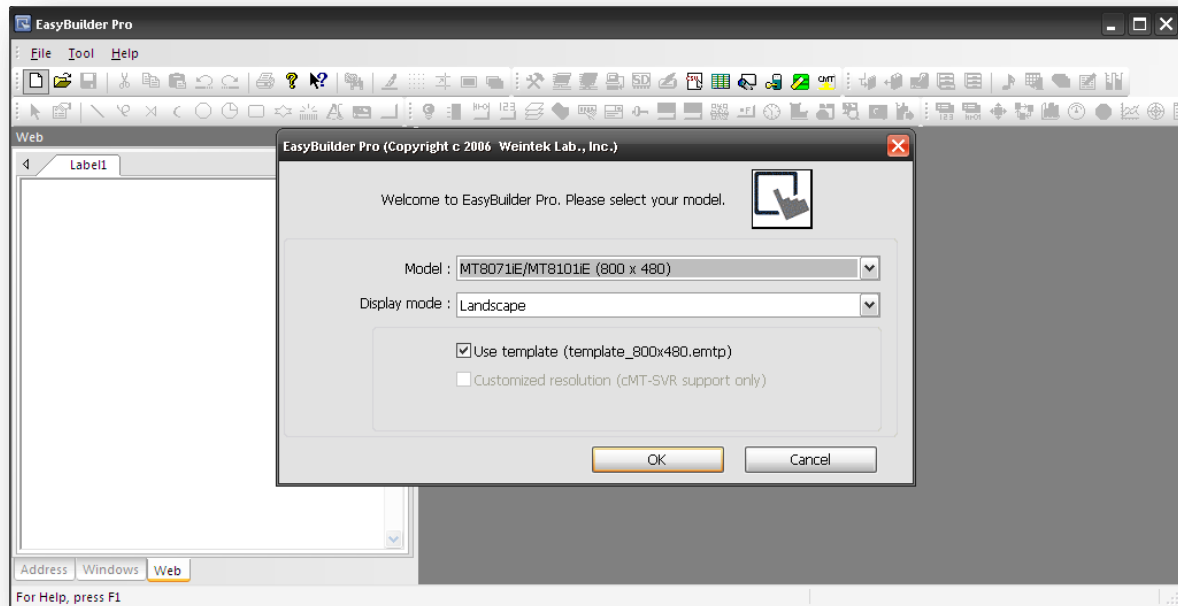 EasyBuilder Pro
File Tool Help
Web
Label1
EasyBuilder Pro (Copyright c 2006 Weintek Lab., Inc.)
Welcome to EasyBuilder Pro. Please select your model.
Model : MT8071iE/MT8101iE (800 x 480)
Display mode : Landscape
Use template (template_800x480.emtp)
Customized resolution (cMT-SVR support only)
OK Cancel
Address Windows Web
For Help, press F1